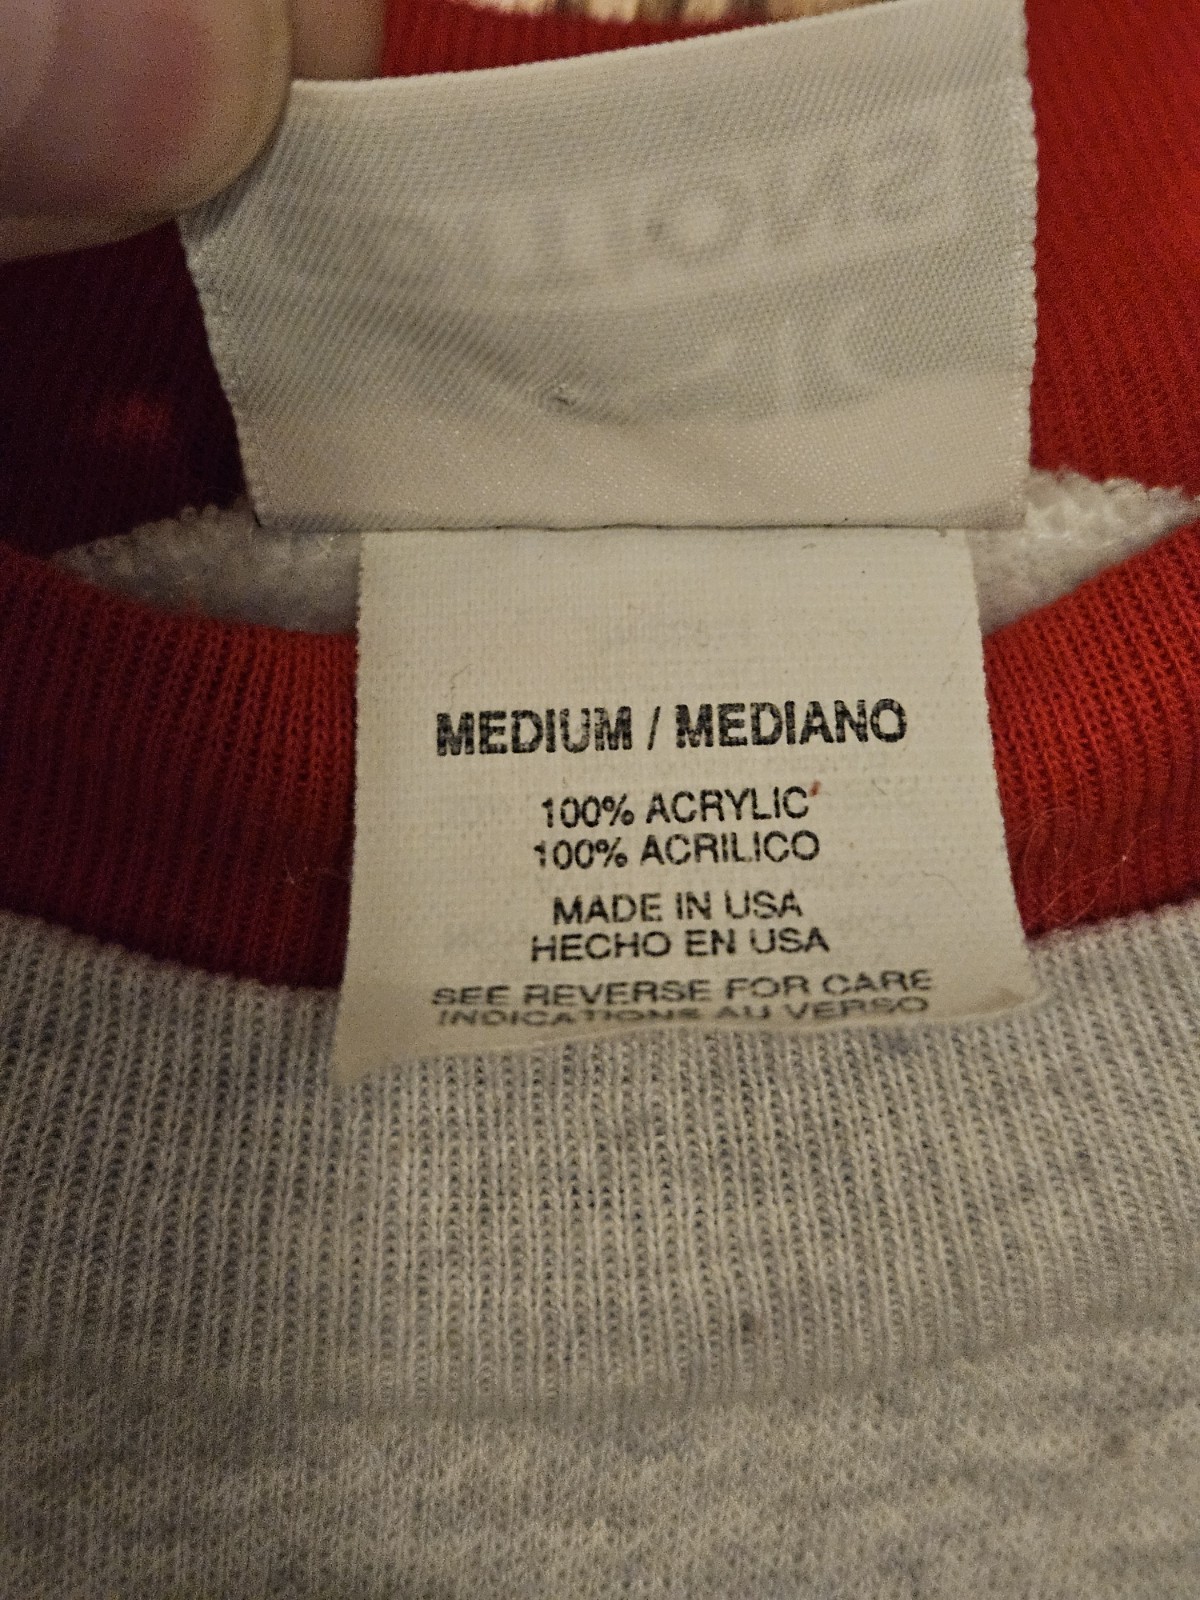 MEDIUM / MEDIANO
100% ACRYLIC
100% ACRILICO
MADE IN USA
HECHO EN USA
SEE REVERSE FOR CARE
INDICATIONS AU VERSO